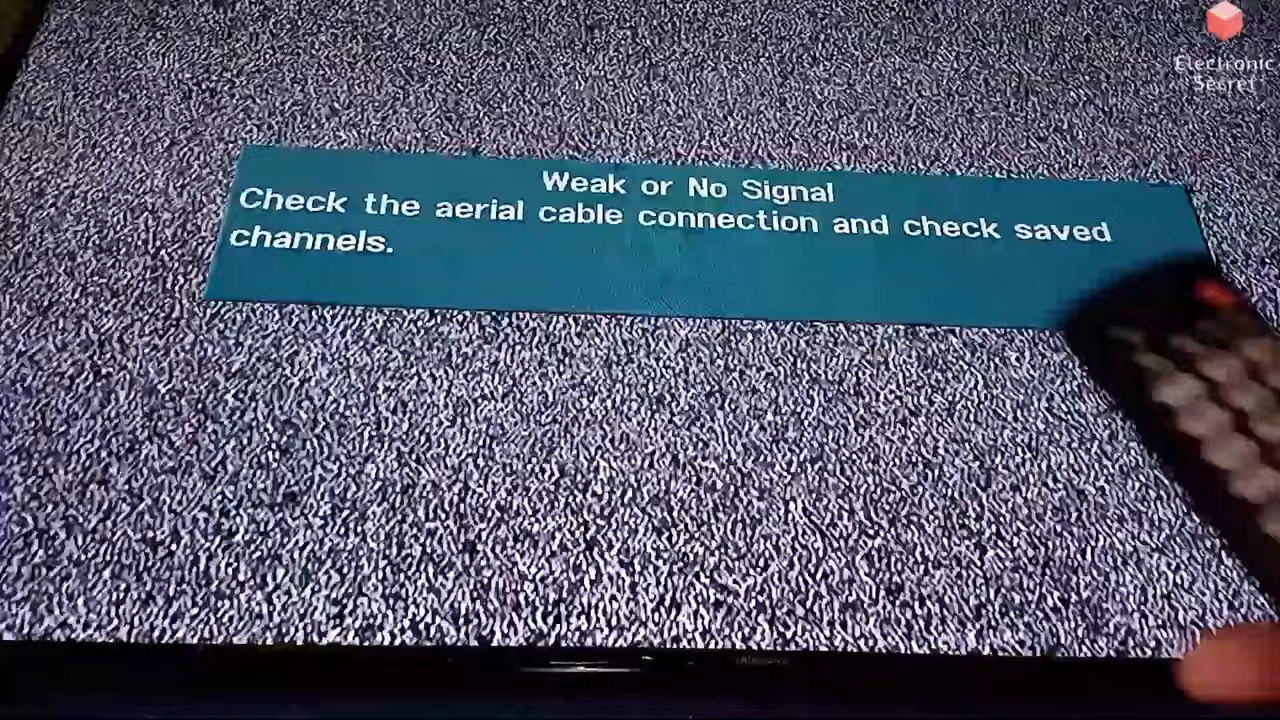 Electronic
Secret
Weak or No Signal
Check the aerial cable connection and check saved
channels.